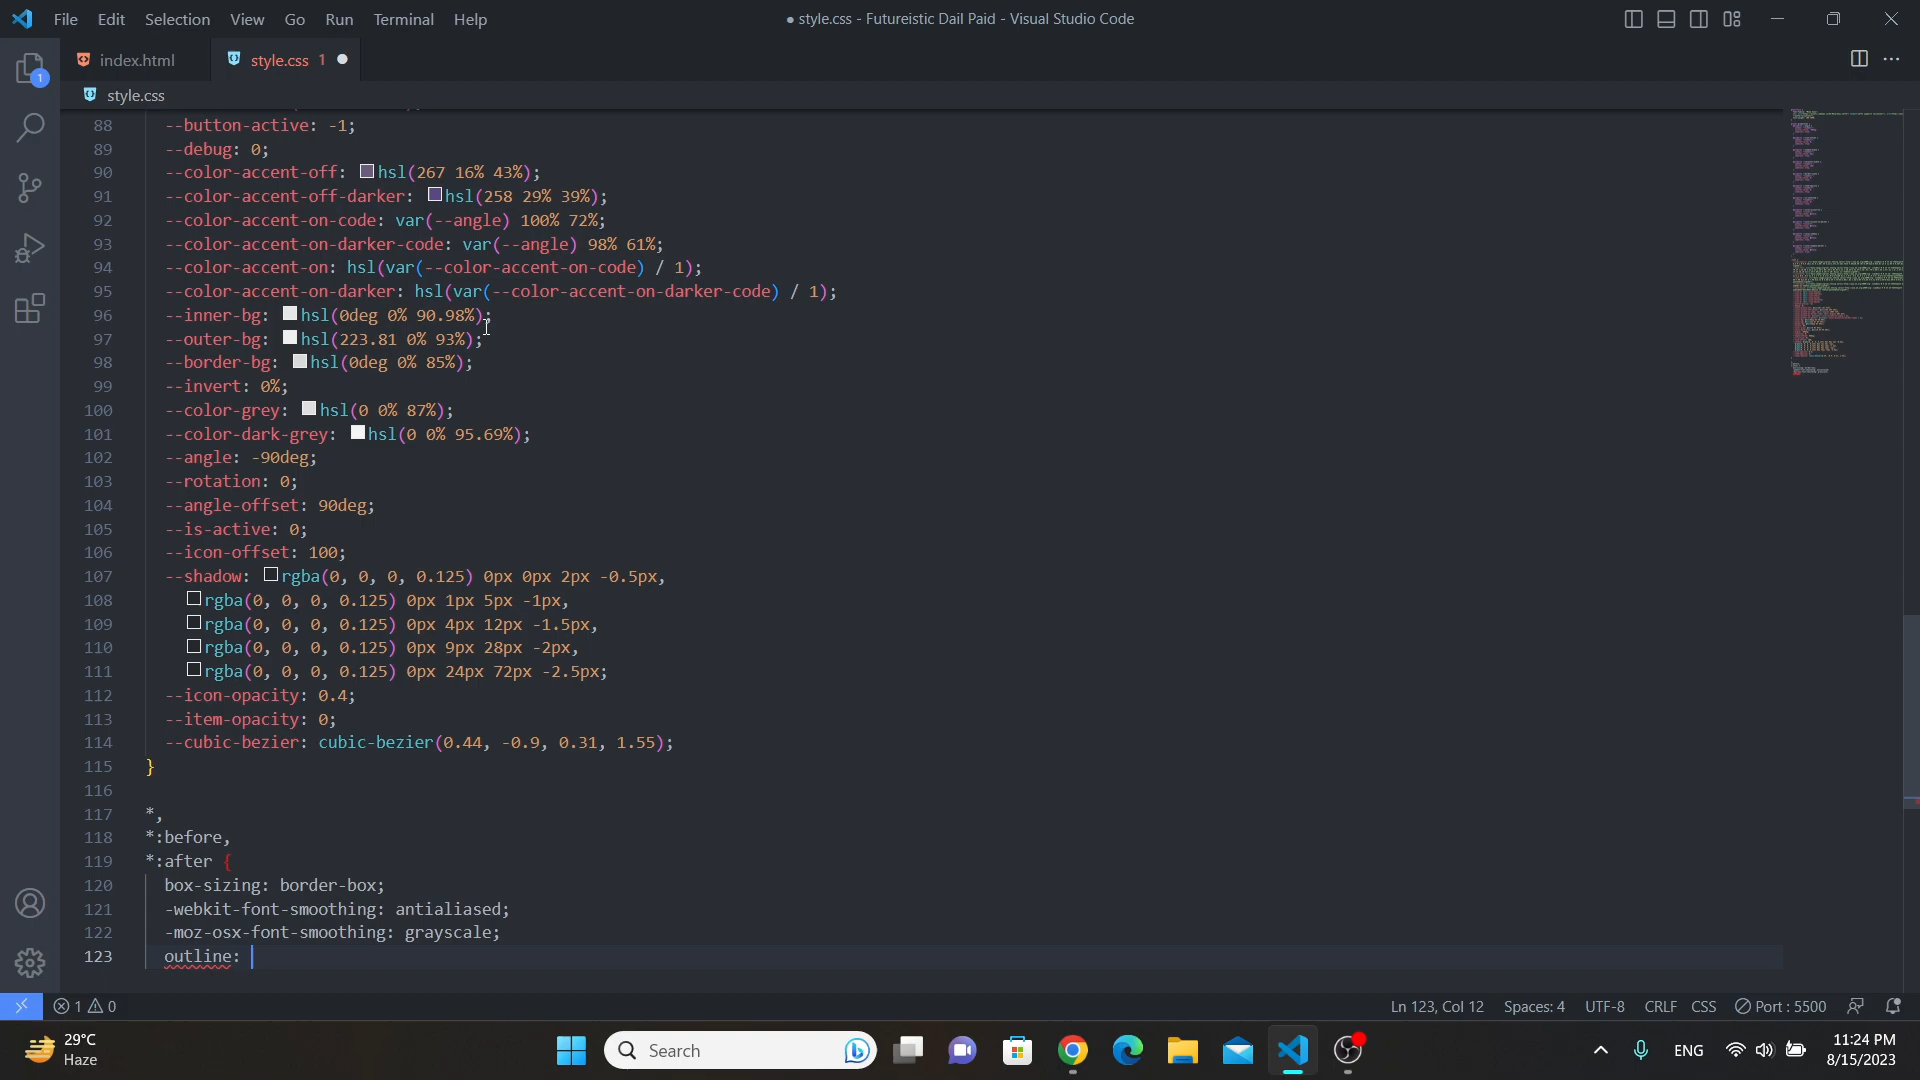 File Edit Selection View Go Run Terminal Help
● style.css - Futureistic Dail Paid - Visual Studio Code
index.html
style.css 1
style.css
1
88 --button-active: -1;
89 --debug: 0;
90 --color-accent-off: hsl(267 16% 43%);
91 --color-accent-off-darker: hsl(258 29% 39%);
92 --color-accent-on-code: var(--angle) 100% 72%;
93 --color-accent-on-darker-code: var(--angle) 98% 61%;
94 --color-accent-on: hsl(var(--color-accent-on-code) / 1);
95 --color-accent-on-darker: hsl(var(--color-accent-on-darker-code) / 1);
96 --inner-bg: hsl(0deg 0% 90.98%);
97 --outer-bg: hsl(223.81 0% 93%);
98 --border-bg: hsl(0deg 0% 85%);
99 --invert: 0%;
100 --color-grey: hsl(0 0% 87%);
101 --color-dark-grey: hsl(0 0% 95.69%);
102 --angle: -90deg;
103 --rotation: 0;
104 --angle-offset: 90deg;
105 --is-active: 0;
106 --icon-offset: 100;
107 --shadow: rgba(0, 0, 0, 0.125) 0px 0px 2px -0.5px,
108 rgba(0, 0, 0, 0.125) 0px 1px 5px -1px,
109 rgba(0, 0, 0, 0.125) 0px 4px 12px -1.5px,
110 rgba(0, 0, 0, 0.125) 0px 9px 28px -2px,
111 rgba(0, 0, 0, 0.125) 0px 24px 72px -2.5px;
112 --icon-opacity: 0.4;
113 --item-opacity: 0;
114 --cubic-bezier: cubic-bezier(0.44, -0.9, 0.31, 1.55);
115 }
116
117 *,
118 *:before,
119 *:after {
120 box-sizing: border-box;
121 -webkit-font-smoothing: antialiased;
122 -moz-osx-font-smoothing: grayscale;
123 outline:
1 0
Ln 123, Col 12 Spaces: 4 UTF-8 CRLF CSS Port : 5500
29°C
Haze
Search
ENG
11:24 PM
8/15/2023